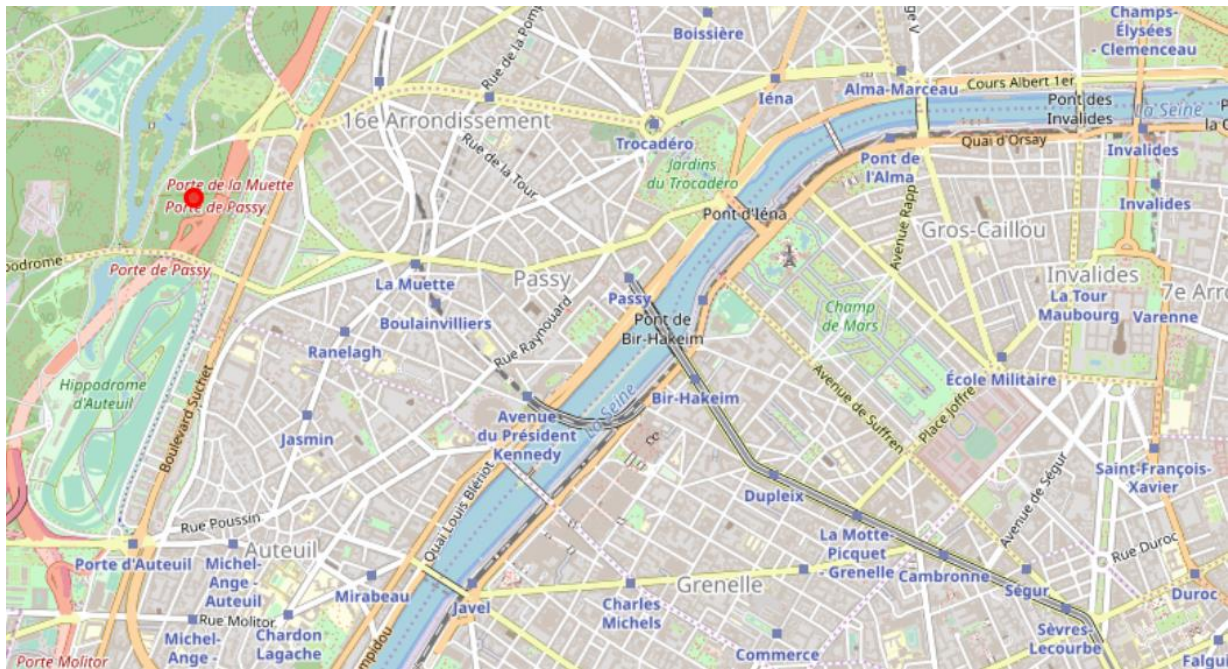 Champs-
Élysées
- Clemenceau
Boissière
Rue de la Pomp
ge V
Cours Albert 1er
Iéna
Alma-Marceau
Pont des
Invalides
La Seine
la C
16e Arrondissement
Trocadéro
Quai d'Orsay
Invalides
Rue de la Tour
Jardins
du Trocadéro
Pont de
l'Alma
Porte de la Muette
Porte de Passy
Pont d'Iéna
Avenue Rapp
Invalides
Gros-Caillou
podrome
Porte de Passy
La Muette
Passy
Invalides
Passy
Champ
de Mars
La Tour
Maubourg
7e Arr
Varenne
Boulainvilliers
Pont de
Bir-Hakeim
Rue Raynouard
Ranelagh
École Militaire
Hippodrome
d'Auteuil
Boulevard Suchet
Avenue de Suffren
Place Joffre
Bir-Hakeim
La Seine
Avenue
du Président
Kennedy
Jasmin
Saint-François-
Xavier
Dupleix
Avenue de Ségur
Quai Louis Blériot
Rue Poussin
La Motte-
Picquet
- Grenelle
Auteuil
Rue Duroc
Porte d'Auteuil
Michel-
Ange -
Auteuil
Cambronne
Mirabeau
Grenelle
Ségur
Duroc
Javel
Charles
Michels
Rue Molitor
Michel-
Ange -
Chardon
Lagache
mpidou
Sèvres-
Lecourbe
Commerce
Porte Molitor
Falgu